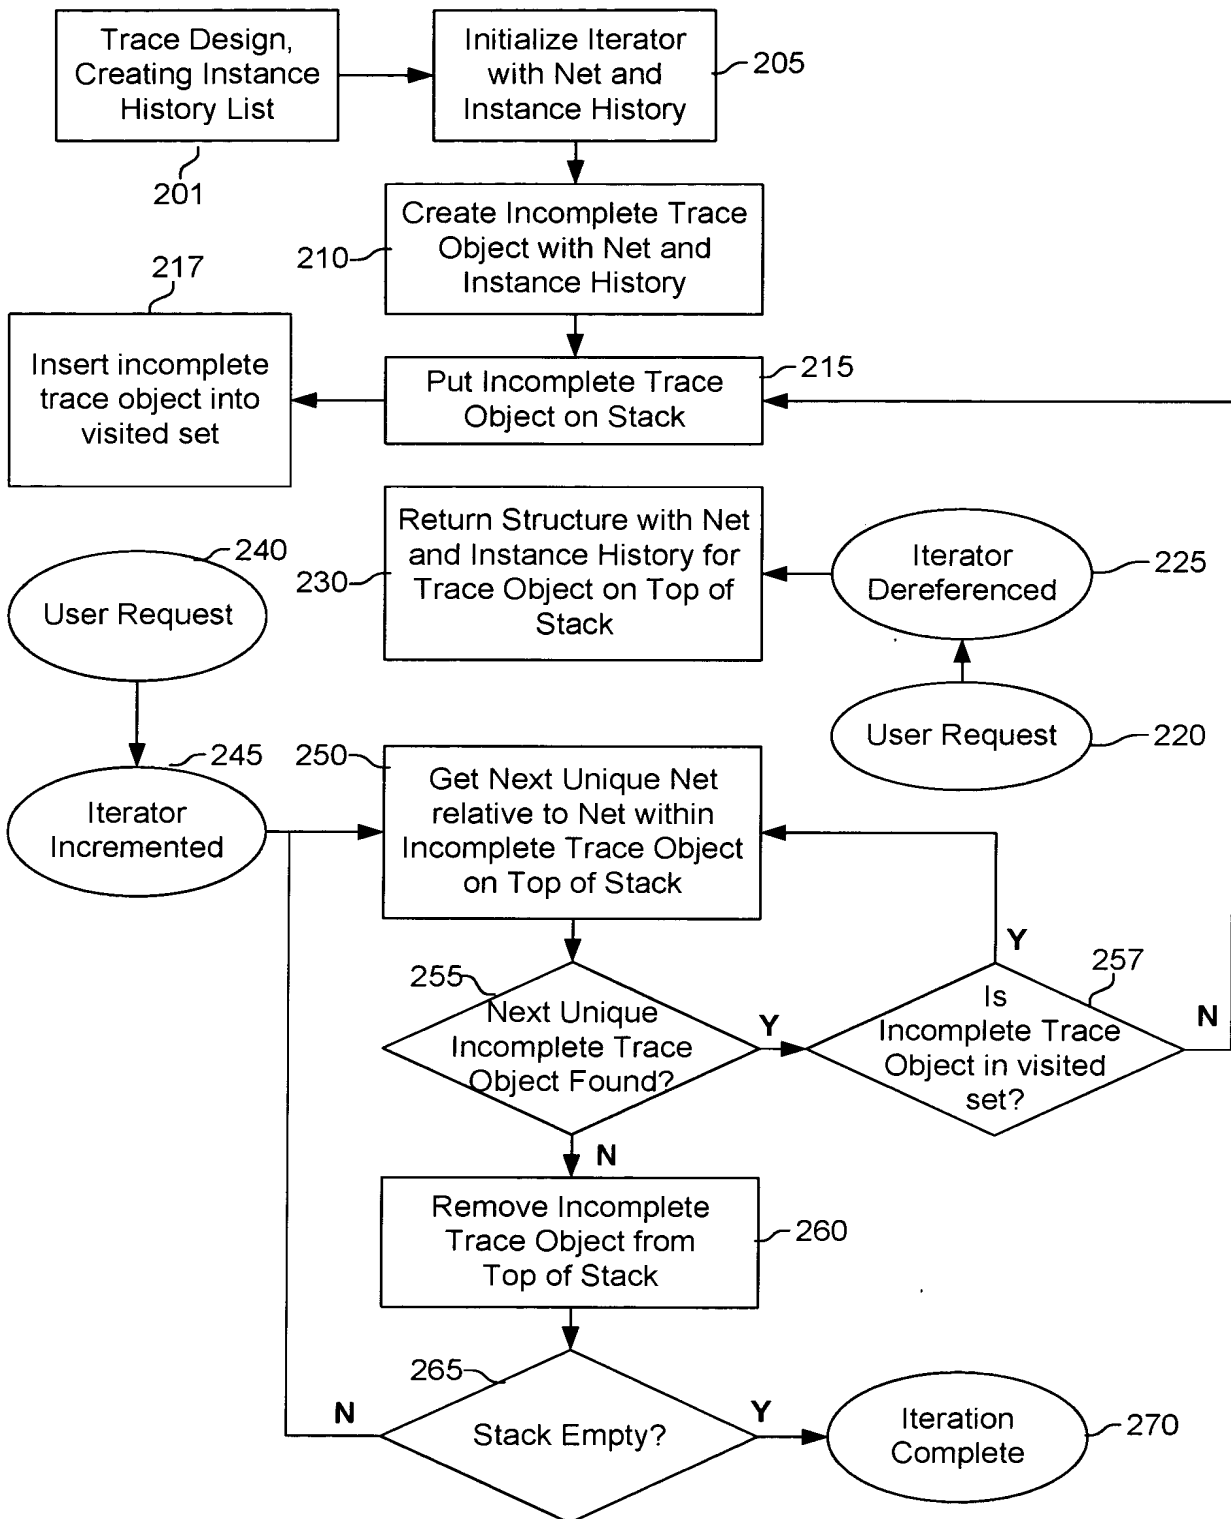 Trace Design,
Creating Instance
History List
201
Initialize Iterator
with Net and
Instance History
205
Create Incomplete Trace
Object with Net and
Instance History
210
217
Insert incomplete
trace object into
visited set
Put Incomplete Trace
Object on Stack
215
Return Structure with Net
and Instance History for
Trace Object on Top of
Stack
230
Iterator
Dereferenced
225
240
User Request
User Request
220
245
Iterator
Incremented
250
Get Next Unique Net
relative to Net within
Incomplete Trace Object
on Top of Stack
255
Next Unique
Incomplete Trace
Object Found?
Y
Y
257
Is
Incomplete Trace
Object in visited
set?
N
N
Remove Incomplete
Trace Object from
Top of Stack
260
265
N
Stack Empty?
Y
Iteration
Complete
270